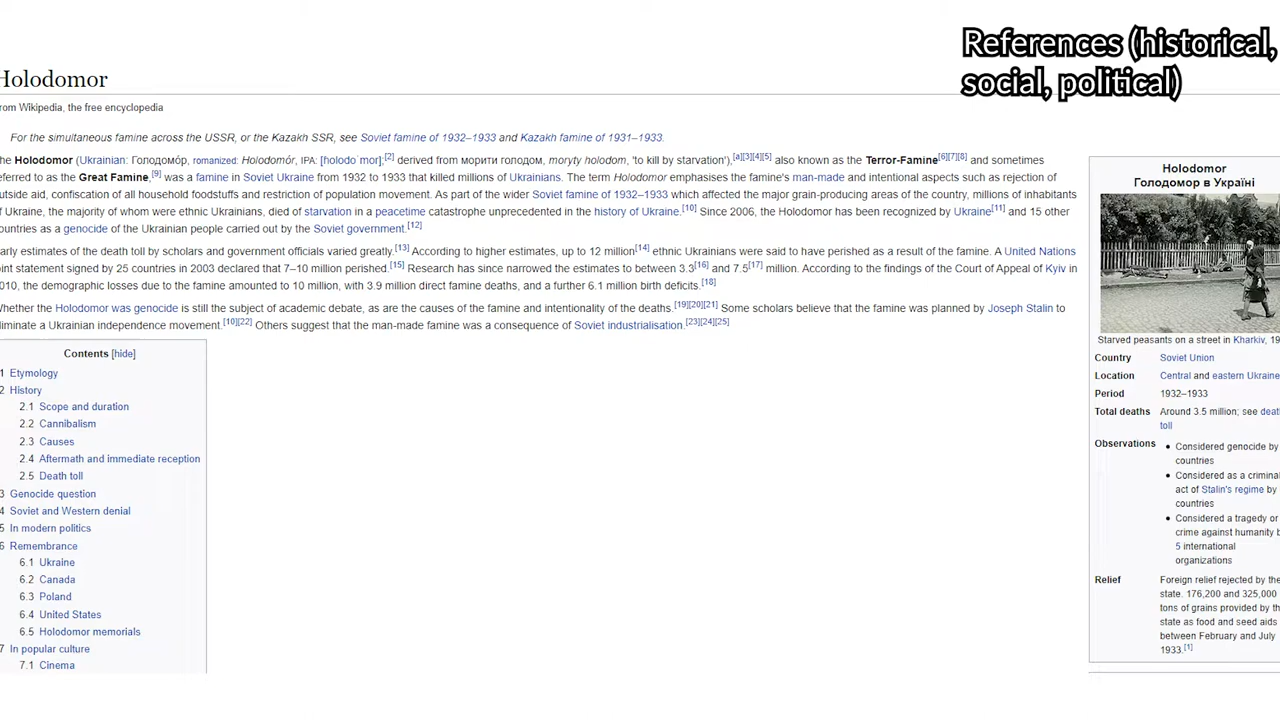 References (historical,
social, political)
Holodomor
rom Wikipedia, the free encyclopedia
For the simultaneous famine across the USSR, or the Kazakh SSR, see Soviet famine of 1932–1933 and Kazakh famine of 1931–1933.
he Holodomor (Ukrainian: Голодомо́р, romanized: Holodomór, IPA: [ɦolodoˈmɔr];[2] derived from морити голодом, moryty holodom, 'to kill by starvation'),[a][3][4][5] also known as the Terror-Famine[6][7][8] and sometimes
eferred to as the Great Famine,[9] was a famine in Soviet Ukraine from 1932 to 1933 that killed millions of Ukrainians. The term Holodomor emphasises the famine's man-made and intentional aspects such as rejection of
utside aid, confiscation of all household foodstuffs and restriction of population movement. As part of the wider Soviet famine of 1932–1933 which affected the major grain-producing areas of the country, millions of inhabitants
f Ukraine, the majority of whom were ethnic Ukrainians, died of starvation in a peacetime catastrophe unprecedented in the history of Ukraine.[10] Since 2006, the Holodomor has been recognized by Ukraine[11] and 15 other
ountries as a genocide of the Ukrainian people carried out by the Soviet government.[12]
arly estimates of the death toll by scholars and government officials varied greatly.[13] According to higher estimates, up to 12 million[14] ethnic Ukrainians were said to have perished as a result of the famine. A United Nations
int statement signed by 25 countries in 2003 declared that 7–10 million perished.[15] Research has since narrowed the estimates to between 3.3[16] and 7.5[17] million. According to the findings of the Court of Appeal of Kyiv in
010, the demographic losses due to the famine amounted to 10 million, with 3.9 million direct famine deaths, and a further 6.1 million birth deficits.[18]
hether the Holodomor was genocide is still the subject of academic debate, as are the causes of the famine and intentionality of the deaths.[19][20][21] Some scholars believe that the famine was planned by Joseph Stalin to
liminate a Ukrainian independence movement.[10][22] Others suggest that the man-made famine was a consequence of Soviet industrialisation.[23][24][25]
Contents [hide]
1 Etymology
2 History
2.1 Scope and duration
2.2 Cannibalism
2.3 Causes
2.4 Aftermath and immediate reception
2.5 Death toll
3 Genocide question
4 Soviet and Western denial
5 In modern politics
6 Remembrance
6.1 Ukraine
6.2 Canada
6.3 Poland
6.4 United States
6.5 Holodomor memorials
7 In popular culture
7.1 Cinema
Holodomor
Голодомор в Україні
Starved peasants on a street in Kharkiv, 19
Country Soviet Union
Location Central and eastern Ukraine
Period 1932–1933
Total deaths Around 3.5 million; see deat
toll
Observations • Considered genocide by
countries
• Considered as a criminal
act of Stalin's regime by
countries
• Considered a tragedy or
crime against humanity b
5 international
organizations
Relief Foreign relief rejected by the
state. 176,200 and 325,000
tons of grains provided by th
state as food and seed aids
between February and July
1933.[1]